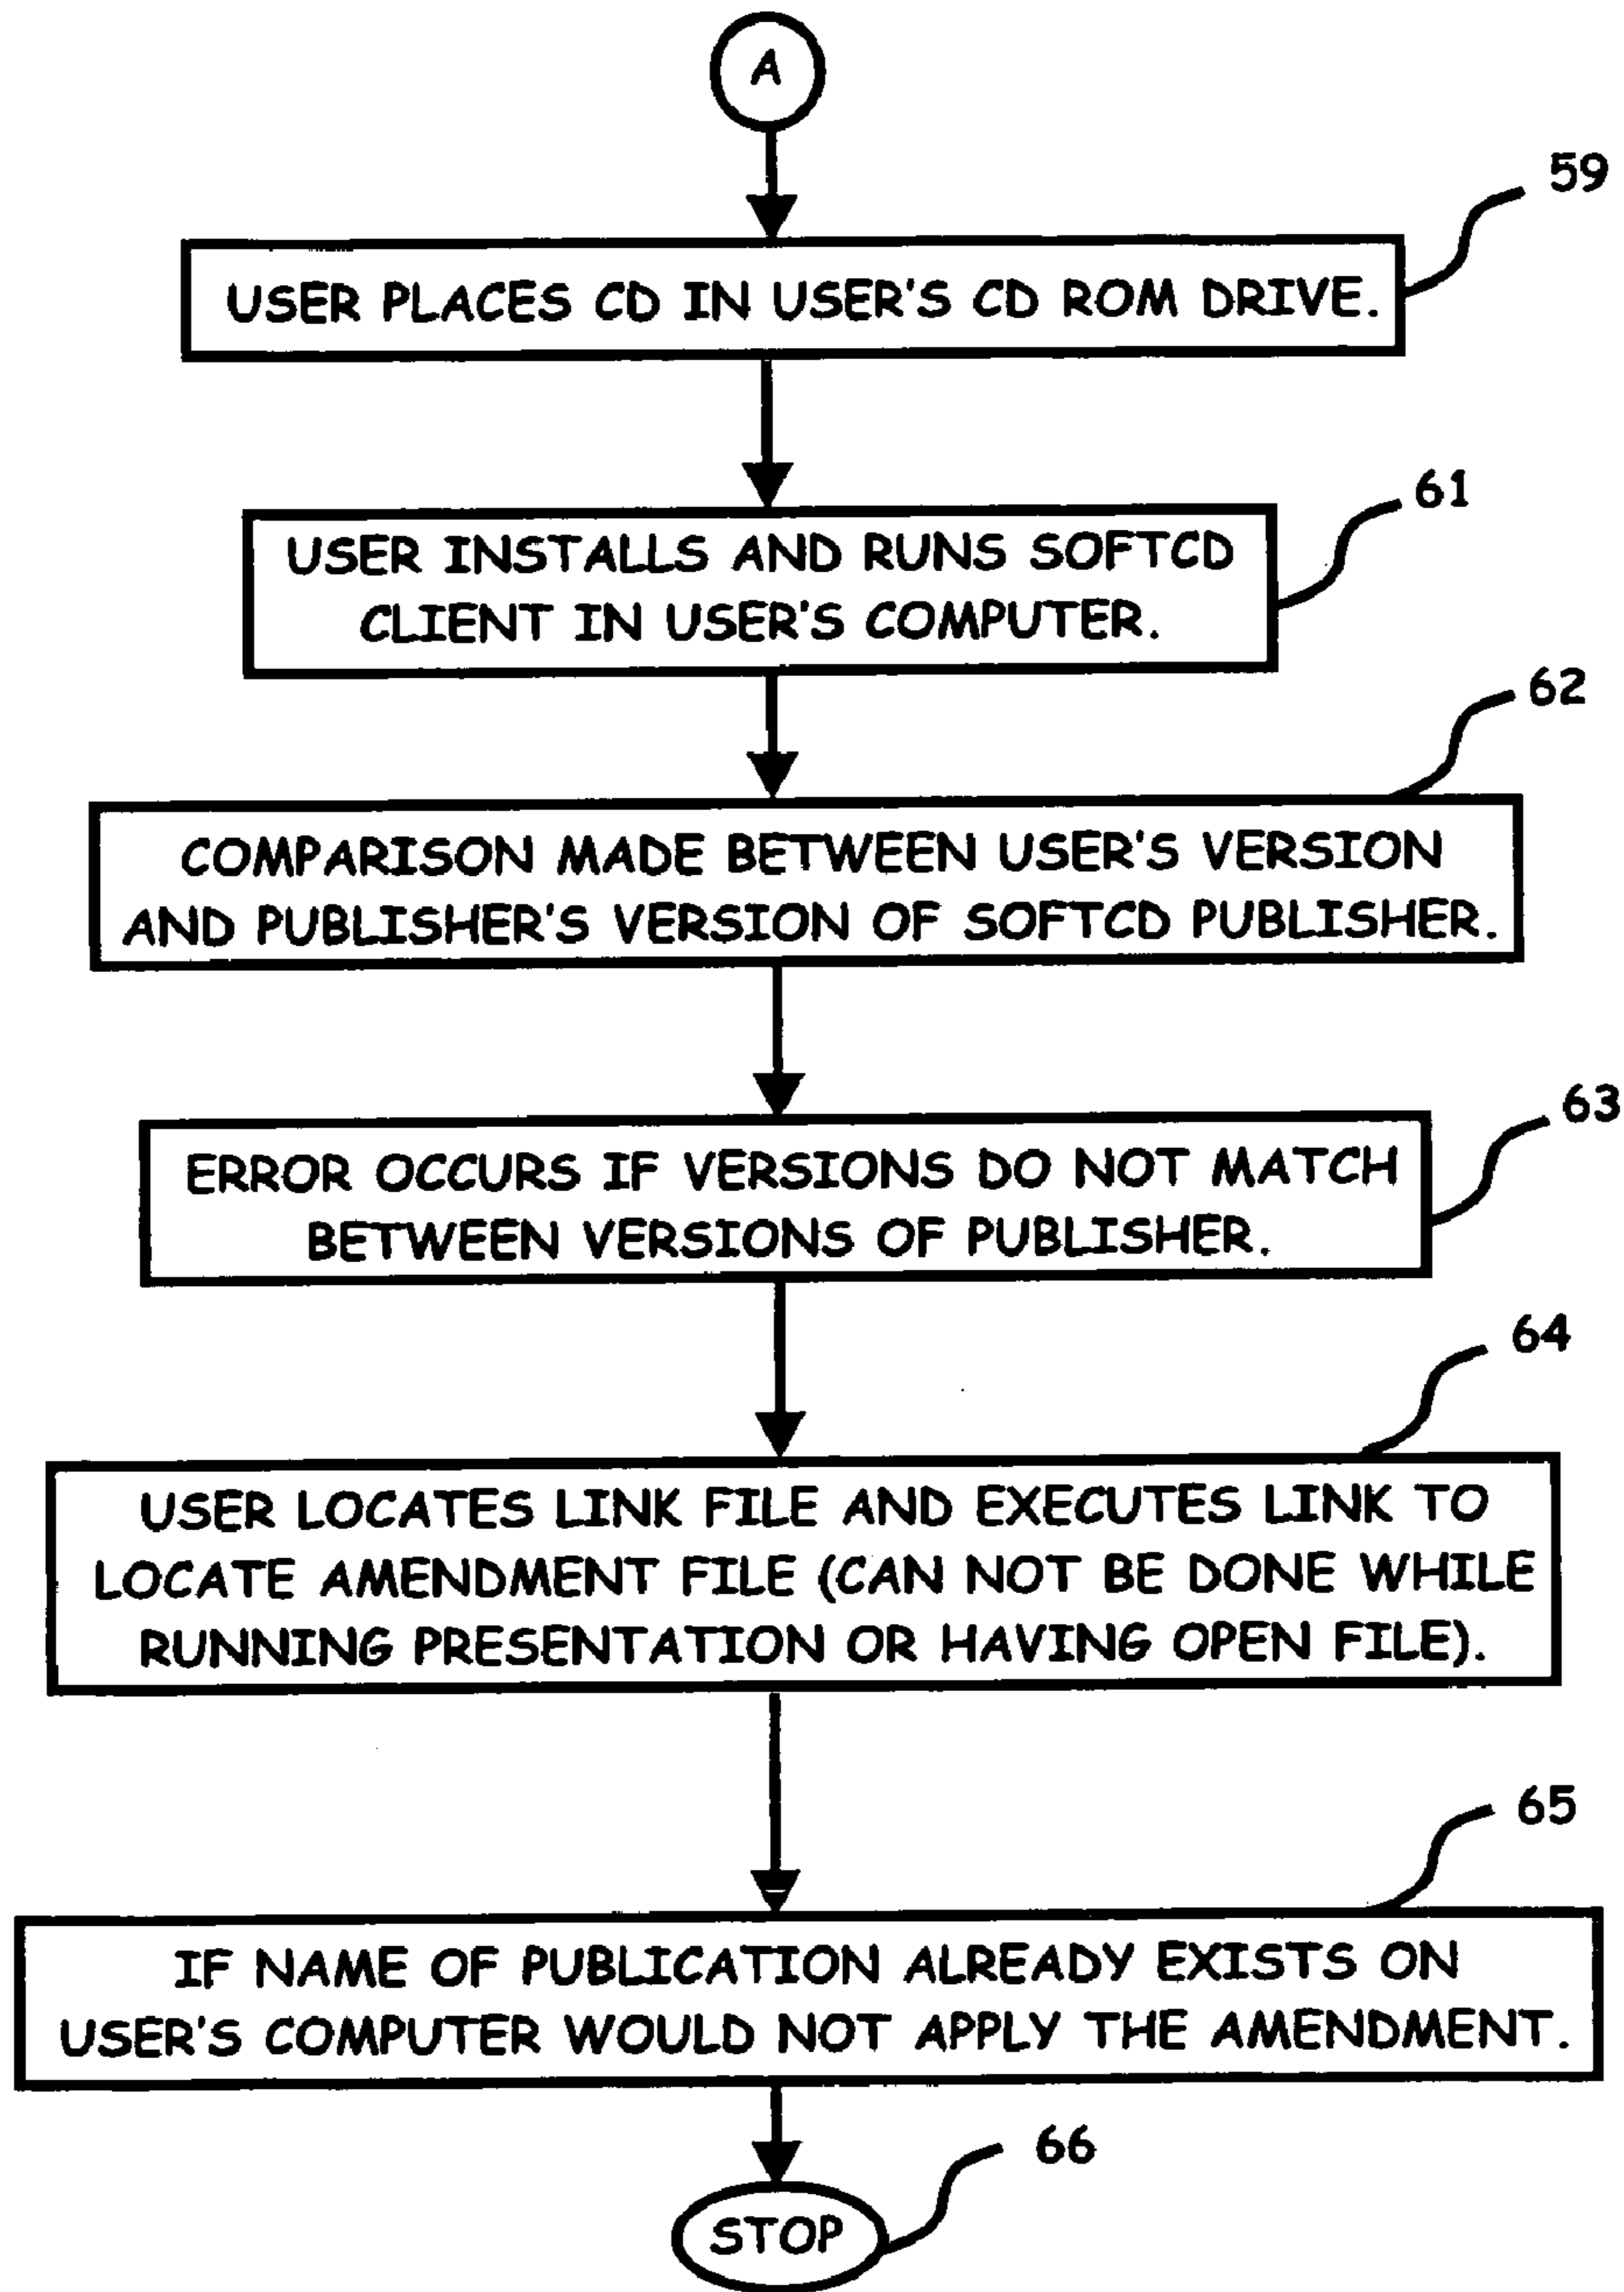 A
59
USER PLACES CD IN USER'S CD ROM DRIVE.
61
USER INSTALLS AND RUNS SOFTCD
CLIENT IN USER'S COMPUTER.
62
COMPARISON MADE BETWEEN USER'S VERSION
AND PUBLISHER'S VERSION OF SOFTCD PUBLISHER.
63
ERROR OCCURS IF VERSIONS DO NOT MATCH
BETWEEN VERSIONS OF PUBLISHER.
64
USER LOCATES LINK FILE AND EXECUTES LINK TO
LOCATE AMENDMENT FILE (CAN NOT BE DONE WHILE
RUNNING PRESENTATION OR HAVING OPEN FILE).
65
IF NAME OF PUBLICATION ALREADY EXISTS ON
USER'S COMPUTER WOULD NOT APPLY THE AMENDMENT.
66
STOP